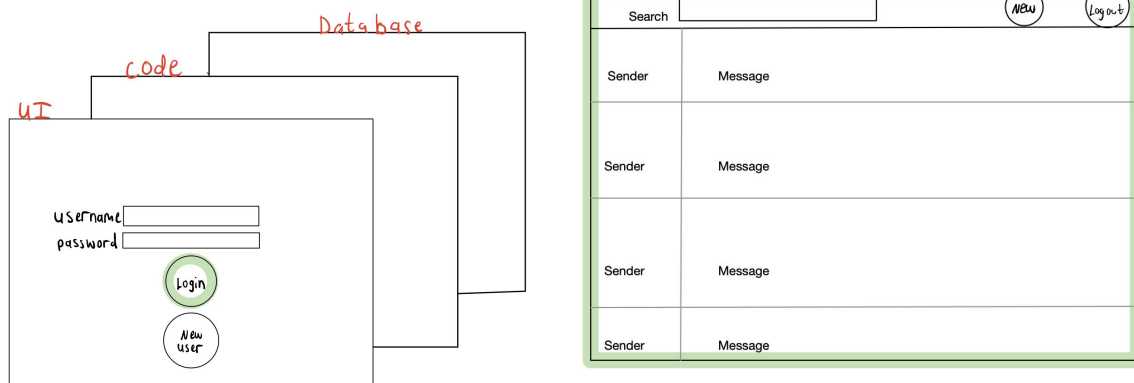 Database
code
UI
username
password
Login
New
user
Search
New
Logout
Sender Message
Sender Message
Sender Message
Sender Message